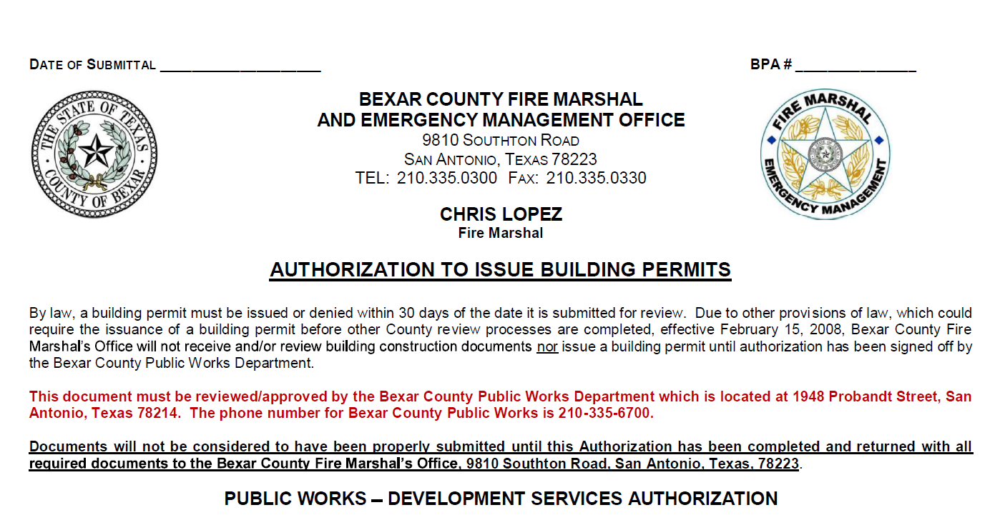 DATE OF SUBMITTAL ____________________ BPA # _______________
THE STATE OF TEXAS
COUNTY OF BEXAR
BEXAR COUNTY FIRE MARSHAL
AND EMERGENCY MANAGEMENT OFFICE
9810 SOUTHTON ROAD
SAN ANTONIO, TEXAS 78223
TEL: 210.335.0300 FAX: 210.335.0330
FIRE MARSHAL
EMERGENCY MANAGEMENT
CHRIS LOPEZ
Fire Marshal
AUTHORIZATION TO ISSUE BUILDING PERMITS
By law, a building permit must be issued or denied within 30 days of the date it is submitted for review. Due to other provisions of law, which could
require the issuance of a building permit before other County review processes are completed, effective February 15, 2008, Bexar County Fire
Marshal's Office will not receive and/or review building construction documents nor issue a building permit until authorization has been signed off by
the Bexar County Public Works Department.
This document must be reviewed/approved by the Bexar County Public Works Department which is located at 1948 Probandt Street, San
Antonio, Texas 78214. The phone number for Bexar County Public Works is 210-335-6700.
Documents will not be considered to have been properly submitted until this Authorization has been completed and returned with all
required documents to the Bexar County Fire Marshal's Office, 9810 Southton Road, San Antonio, Texas, 78223.
PUBLIC WORKS – DEVELOPMENT SERVICES AUTHORIZATION